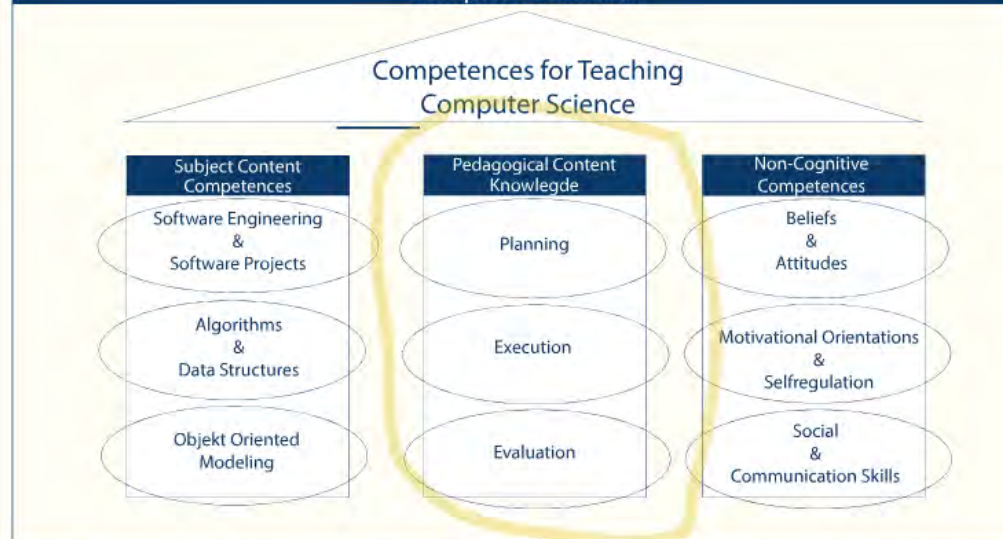 Competences for Teaching
Computer Science
Subject Content
Competences
Software Engineering
&
Software Projects
Algorithms
&
Data Structures
Objekt Oriented
Modeling
Pedagogical Content
Knowlegde
Planning
Execution
Evaluation
Non-Cognitive
Competences
Beliefs
&
Attitudes
Motivational Orientations
&
Selfregulation
Social
&
Communication Skills